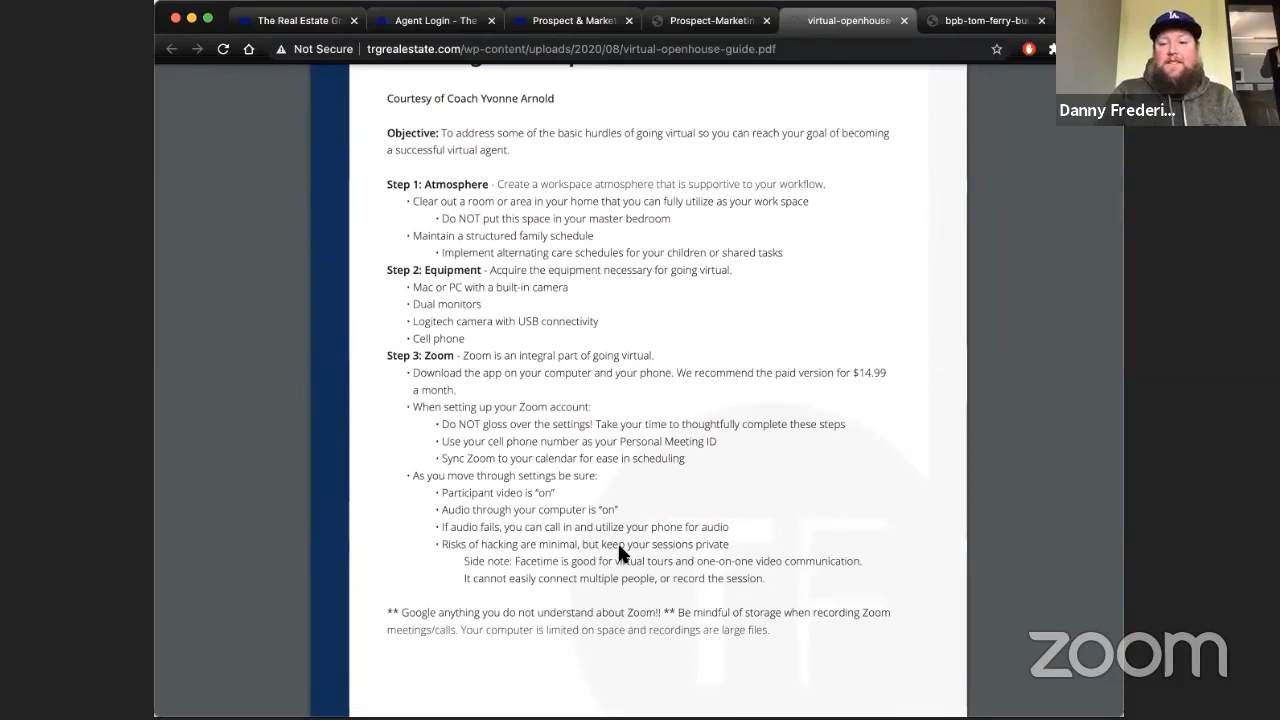 The Real Estate Gr
Agent Login - The
Prospect & Market
Prospect-Marketin
virtual-openhouse
bpb-tom-ferry-bu
Not Secure | trgrealestate.com/wp-content/uploads/2020/08/virtual-openhouse-guide.pdf
Danny Frederi...
Courtesy of Coach Yvonne Arnold
Objective: To address some of the basic hurdles of going virtual so you can reach your goal of becoming
a successful virtual agent.
Step 1: Atmosphere - Create a workspace atmosphere that is supportive to your workflow.
• Clear out a room or area in your home that you can fully utilize as your work space
• Do NOT put this space in your master bedroom
• Maintain a structured family schedule
• Implement alternating care schedules for your children or shared tasks
Step 2: Equipment - Acquire the equipment necessary for going virtual.
• Mac or PC with a built-in camera
• Dual monitors
• Logitech camera with USB connectivity
• Cell phone
Step 3: Zoom - Zoom is an integral part of going virtual.
• Download the app on your computer and your phone. We recommend the paid version for $14.99
a month.
• When setting up your Zoom account:
• Do NOT gloss over the settings! Take your time to thoughtfully complete these steps
• Use your cell phone number as your Personal Meeting ID
• Sync Zoom to your calendar for ease in scheduling
• As you move through settings be sure:
• Participant video is “on”
• Audio through your computer is “on”
• If audio fails, you can call in and utilize your phone for audio
• Risks of hacking are minimal, but keep your sessions private
Side note: Facetime is good for virtual tours and one-on-one video communication.
It cannot easily connect multiple people, or record the session.
** Google anything you do not understand about Zoom!! ** Be mindful of storage when recording Zoom
meetings/calls. Your computer is limited on space and recordings are large files.
TF
zoom